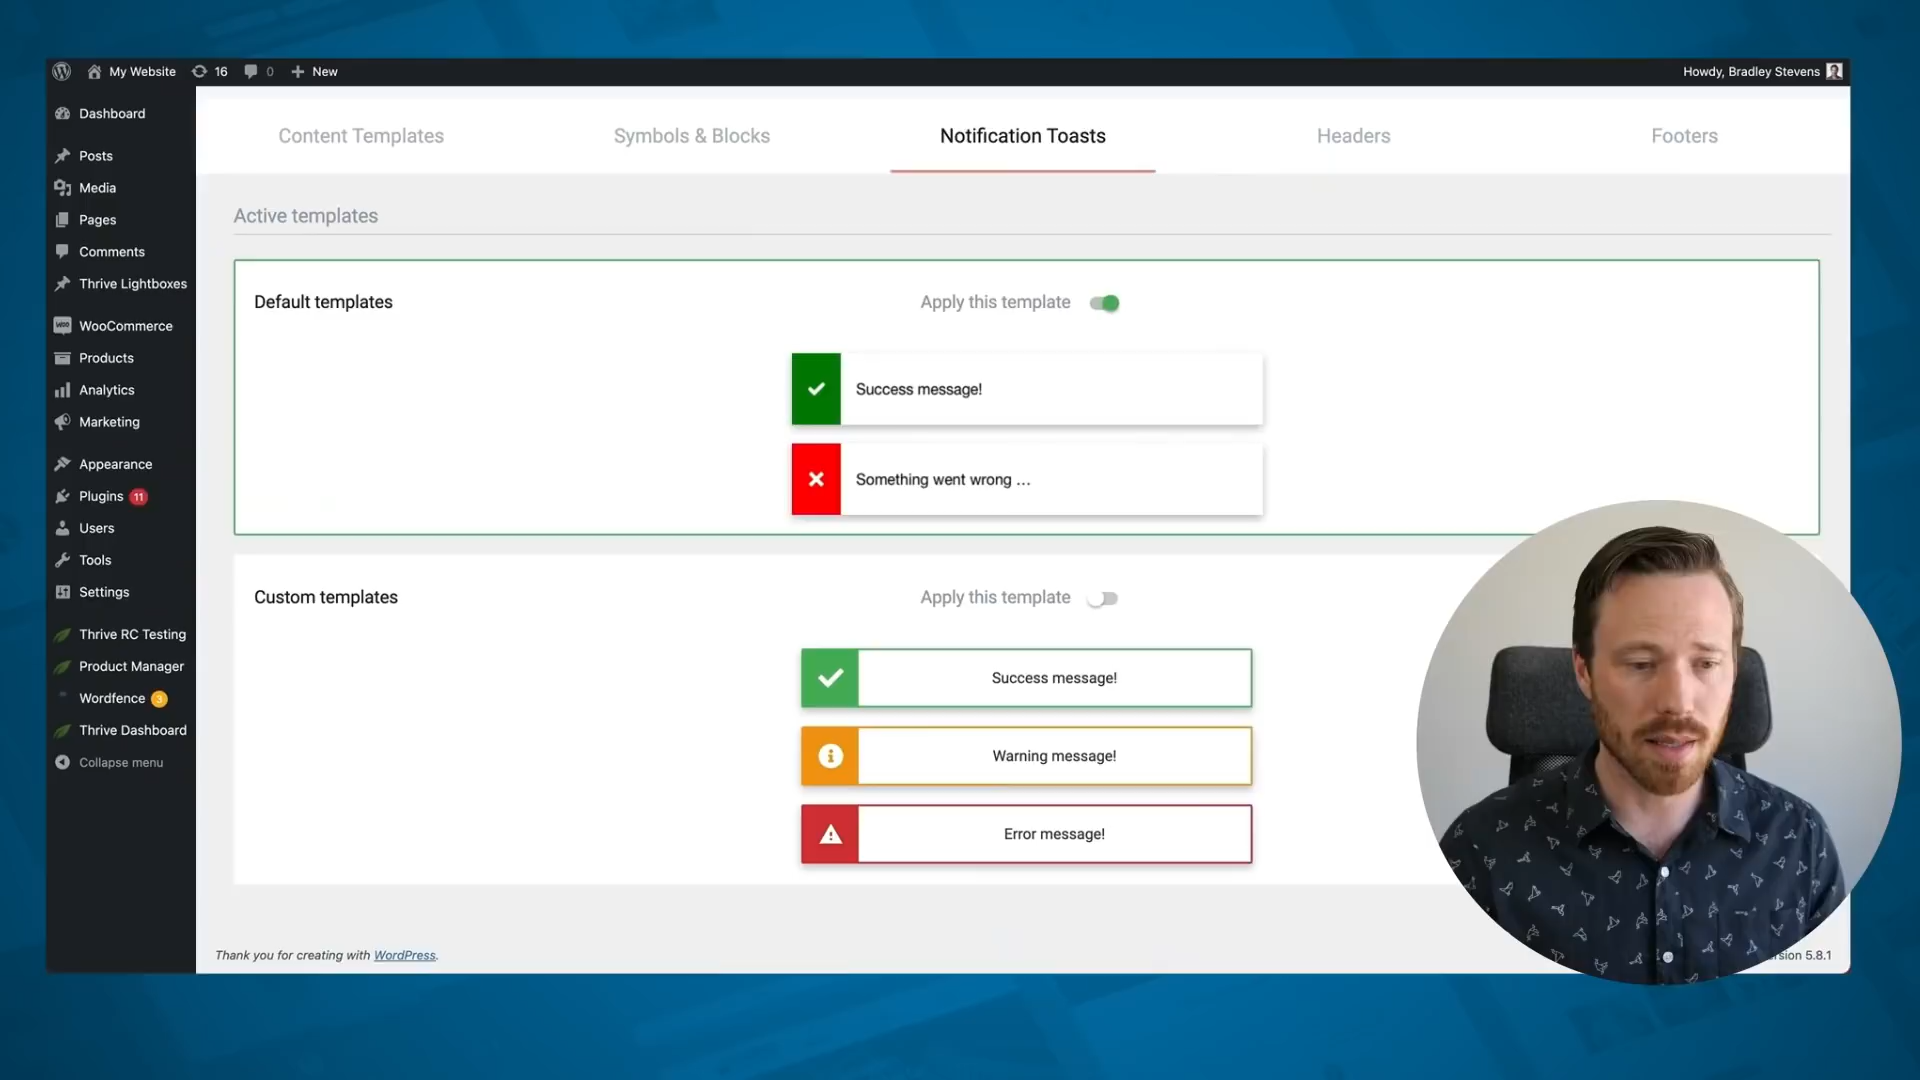 My Website 16 0 New Howdy, Bradley Stevens
Dashboard
Posts
Media
Pages
Comments
Thrive Lightboxes
WooCommerce
Products
Analytics
Marketing
Appearance
Plugins 11
Users
Tools
Settings
Thrive RC Testing
Product Manager
Wordfence 3
Thrive Dashboard
Collapse menu
Content Templates Symbols & Blocks Notification Toasts Headers Footers
Active templates
Default templates Apply this template
Success message!
Something went wrong ...
Custom templates Apply this template
Success message!
Warning message!
Error message!
Thank you for creating with WordPress. 5.8.1